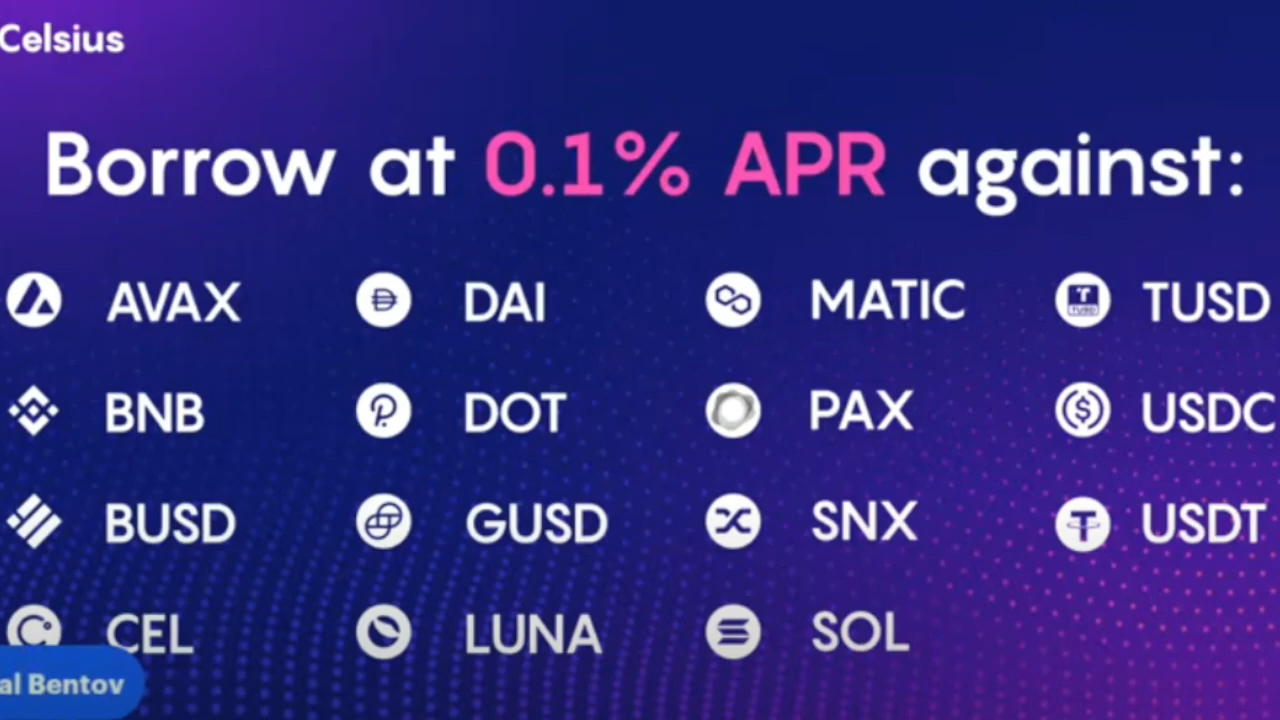 Celsius
Borrow at 0.1% APR against:
AVAX DAI MATIC TUSD
BNB DOT PAX USDC
BUSD GUSD SNX USDT
CEL LUNA SOL
al Bentov